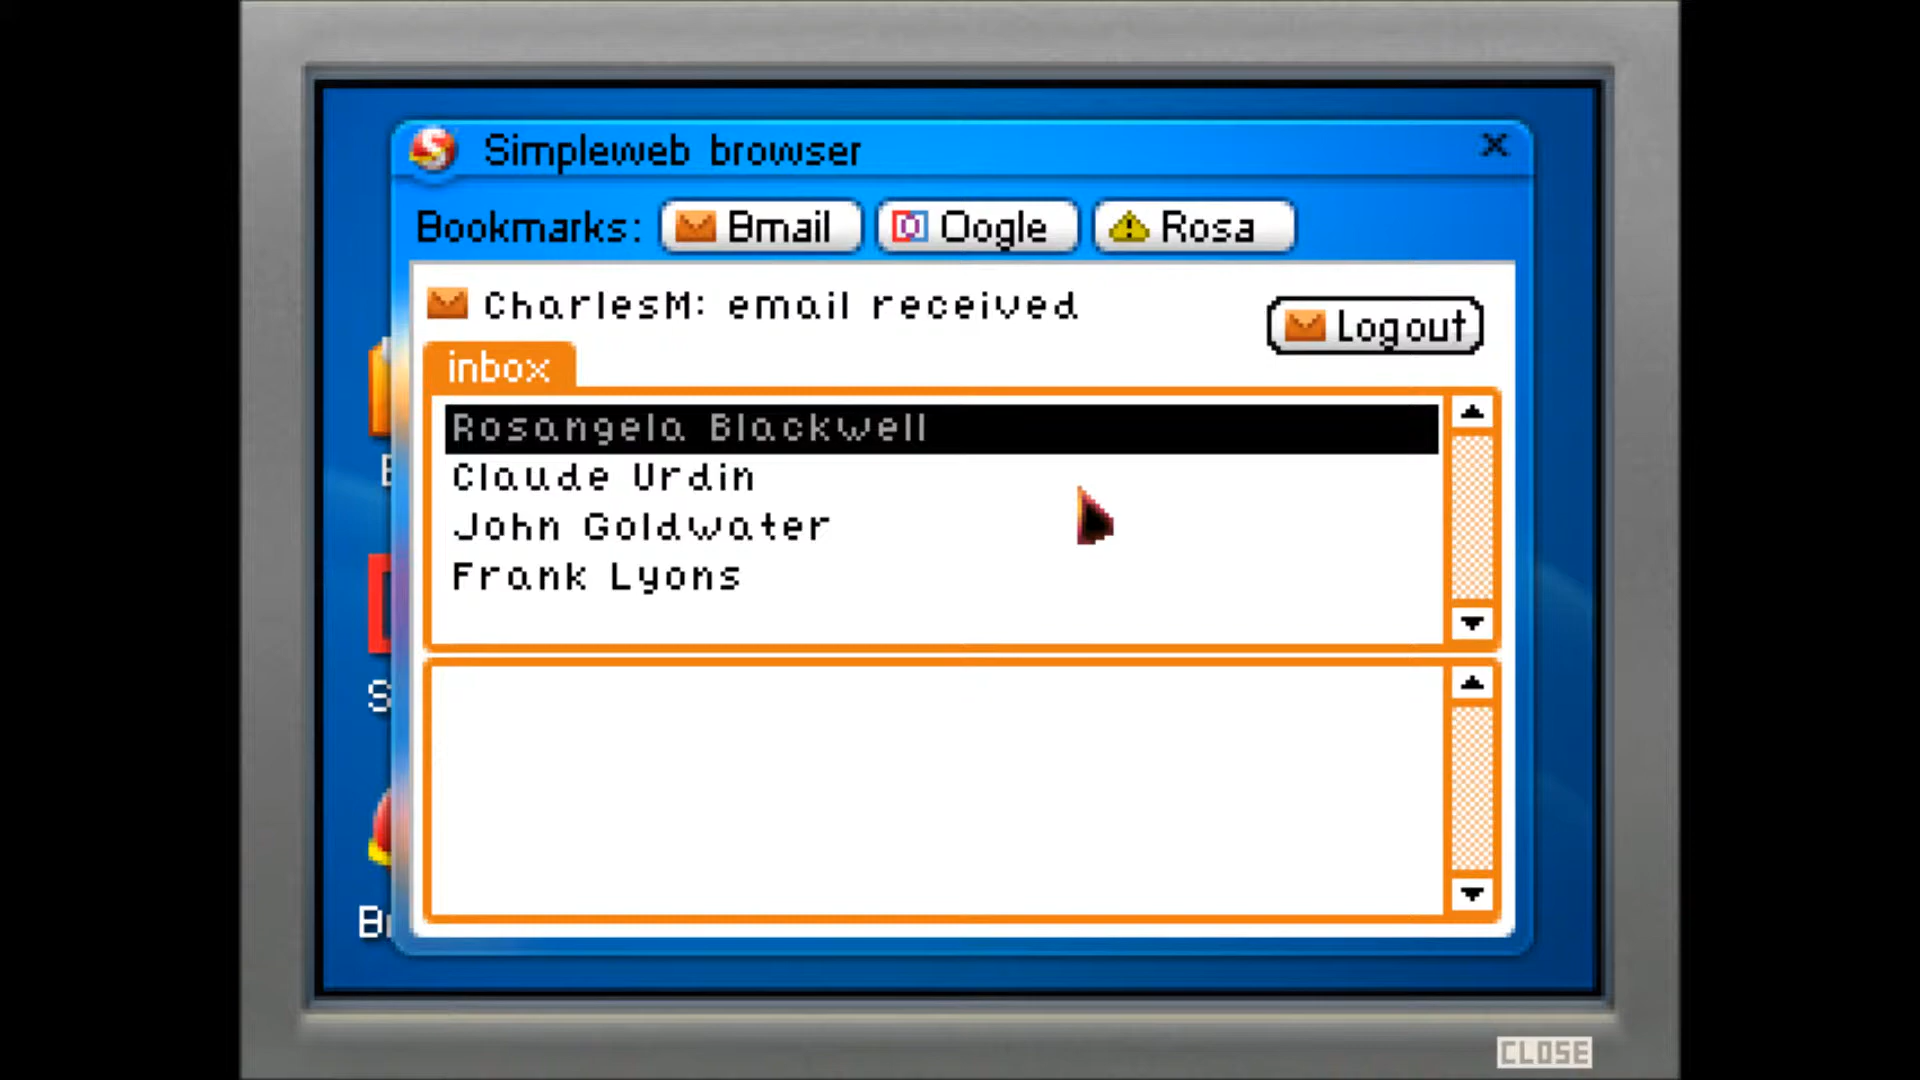 Simpleweb browser
Bookmarks: Bmail Oogle Rosa
CharlesM: email received
Logout
inbox
Rosangela Blackwell
Claude Urdin
John Goldwater
Frank Lyons
CLOSE